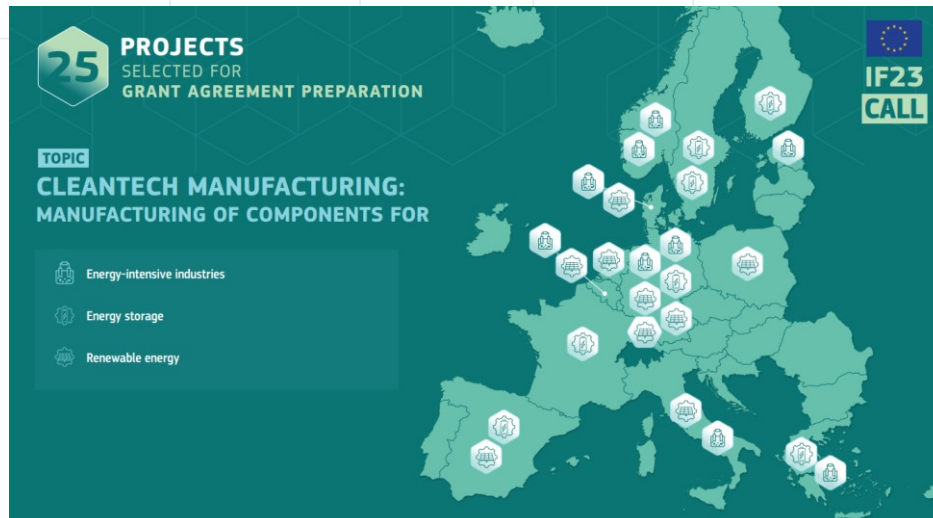 25
PROJECTS
SELECTED FOR
GRANT AGREEMENT PREPARATION
IF23
CALL
TOPIC
CLEANTECH MANUFACTURING:
MANUFACTURING OF COMPONENTS FOR
Energy-intensive industries
Energy storage
Renewable energy